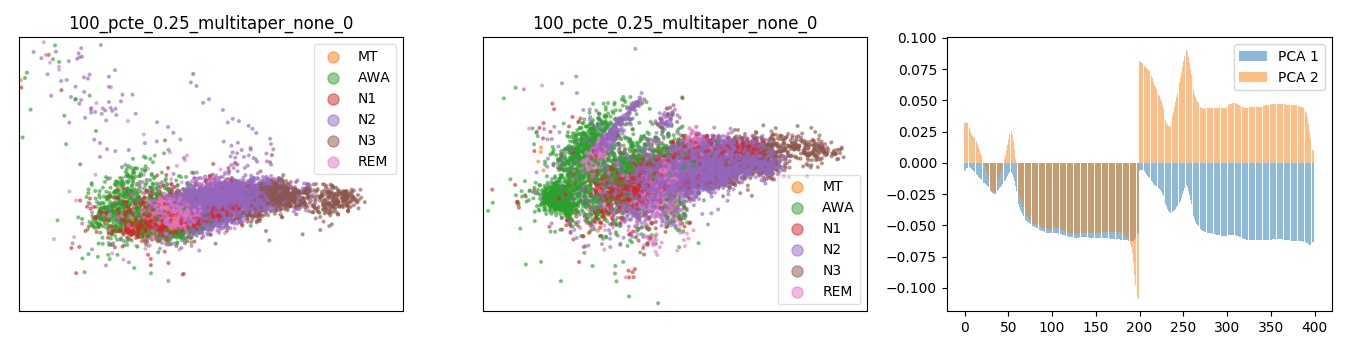 100_pcte_0.25_multitaper_none_0
MT
AWA
N1
N2
N3
REM
100_pcte_0.25_multitaper_none_0
MT
AWA
N1
N2
N3
REM
PCA 1
PCA 2
0.100
0.075
0.050
0.025
0.000
−0.025
−0.050
−0.075
−0.100
0 50 100 150 200 250 300 350 400